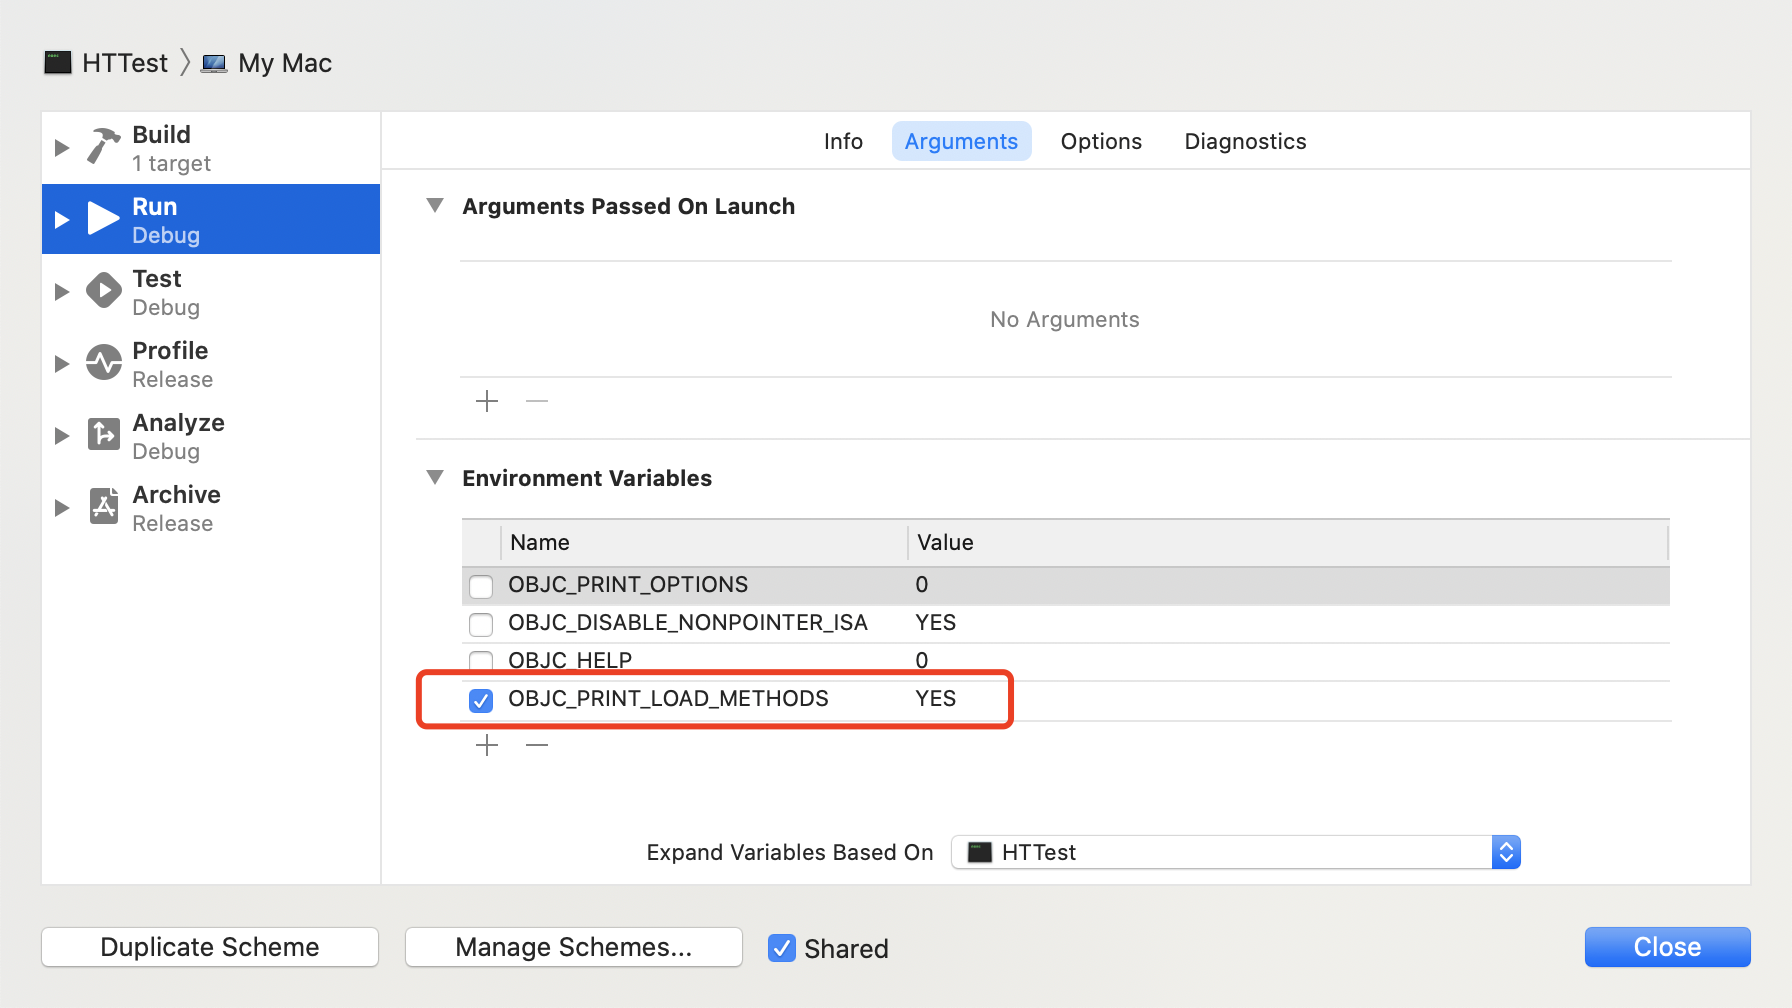 HTTest 〉 My Mac
Build
1 target
Run
Debug
Test
Debug
Profile
Release
Analyze
Debug
Archive
Release
Info Arguments Options Diagnostics
Arguments Passed On Launch
No Arguments
Environment Variables
Name Value
OBJC_PRINT_OPTIONS 0
OBJC_DISABLE_NONPOINTER_ISA YES
OBJC_HELP 0
OBJC_PRINT_LOAD_METHODS YES
Expand Variables Based On HTTest
Duplicate Scheme Manage Schemes... Shared Close